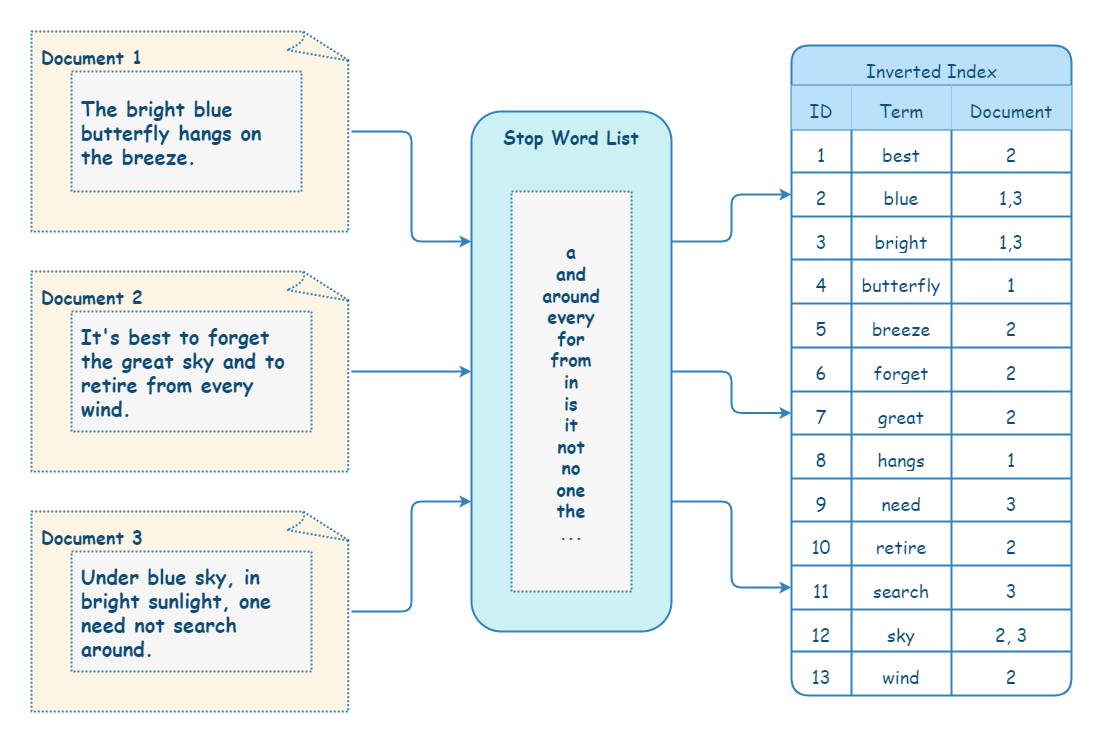 Document 1
The bright blue
butterfly hangs on
the breeze.
Document 2
It's best to forget
the great sky and to
retire from every
wind.
Document 3
Under blue sky, in
bright sunlight, one
need not search
around.
Stop Word List
a
and
around
every
for
from
in
is
it
not
no
one
the
...
Inverted Index
ID Term Document
1 best 2
2 blue 1,3
3 bright 1,3
4 butterfly 1
5 breeze 2
6 forget 2
7 great 2
8 hangs 1
9 need 3
10 retire 2
11 search 3
12 sky 2, 3
13 wind 2